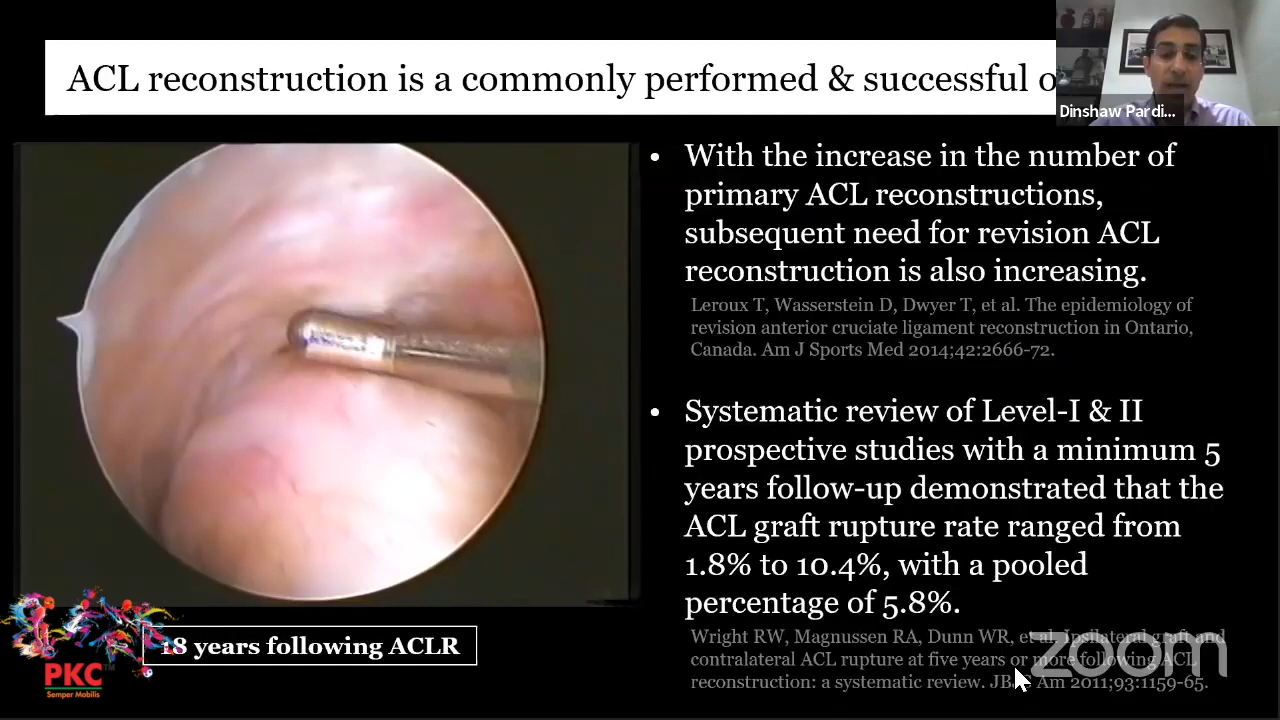 ACL reconstruction is a commonly performed & successful o
Dinshaw Pardi...
• With the increase in the number of
primary ACL reconstructions,
subsequent need for revision ACL
reconstruction is also increasing.
Leroux T, Wasserstein D, Dwyer T, et al. The epidemiology of
revision anterior cruciate ligament reconstruction in Ontario,
Canada. Am J Sports Med 2014;42:2666-72.
• Systematic review of Level-I & II
prospective studies with a minimum 5
years follow-up demonstrated that the
ACL graft rupture rate ranged from
1.8% to 10.4%, with a pooled
percentage of 5.8%.
Wright RW, Magnussen RA, Dunn WR, et al. Ipsilateral graft and
contralateral ACL rupture at five years or more following ACL
reconstruction: a systematic review. JBJS Am 2011;93:1159-65.
18 years following ACLR
PKC™
Semper Mobilis
zoom